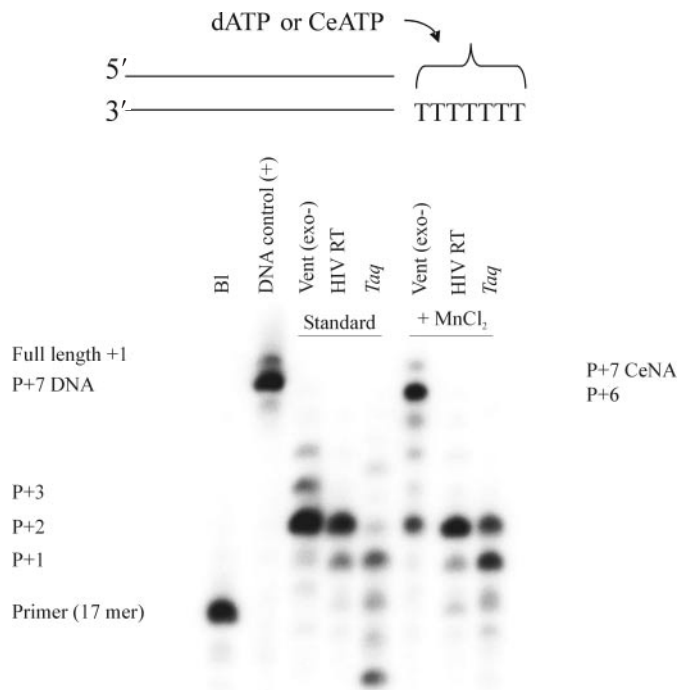 dATP or CeATP
5′
3′
TTTTTTT
Bl
DNA control (+)
Vent (exo-)
HIV RT
Taq
Vent (exo-)
HIV RT
Taq
Standard
+ MnCl₂
Full length +1
P+7 DNA
P+3
P+2
P+1
Primer (17 mer)
P+7 CeNA
P+6